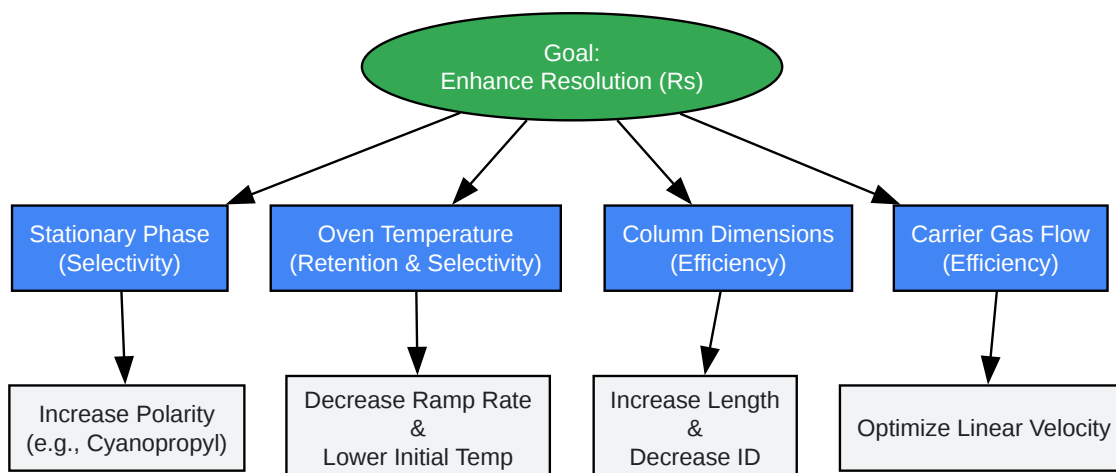 Goal:
Enhance Resolution (Rs)
Stationary Phase
(Selectivity)
Oven Temperature
(Retention & Selectivity)
Column Dimensions
(Efficiency)
Carrier Gas Flow
(Efficiency)
Increase Polarity
(e.g., Cyanopropyl)
Decrease Ramp Rate
&
Lower Initial Temp
Increase Length
&
Decrease ID
Optimize Linear Velocity